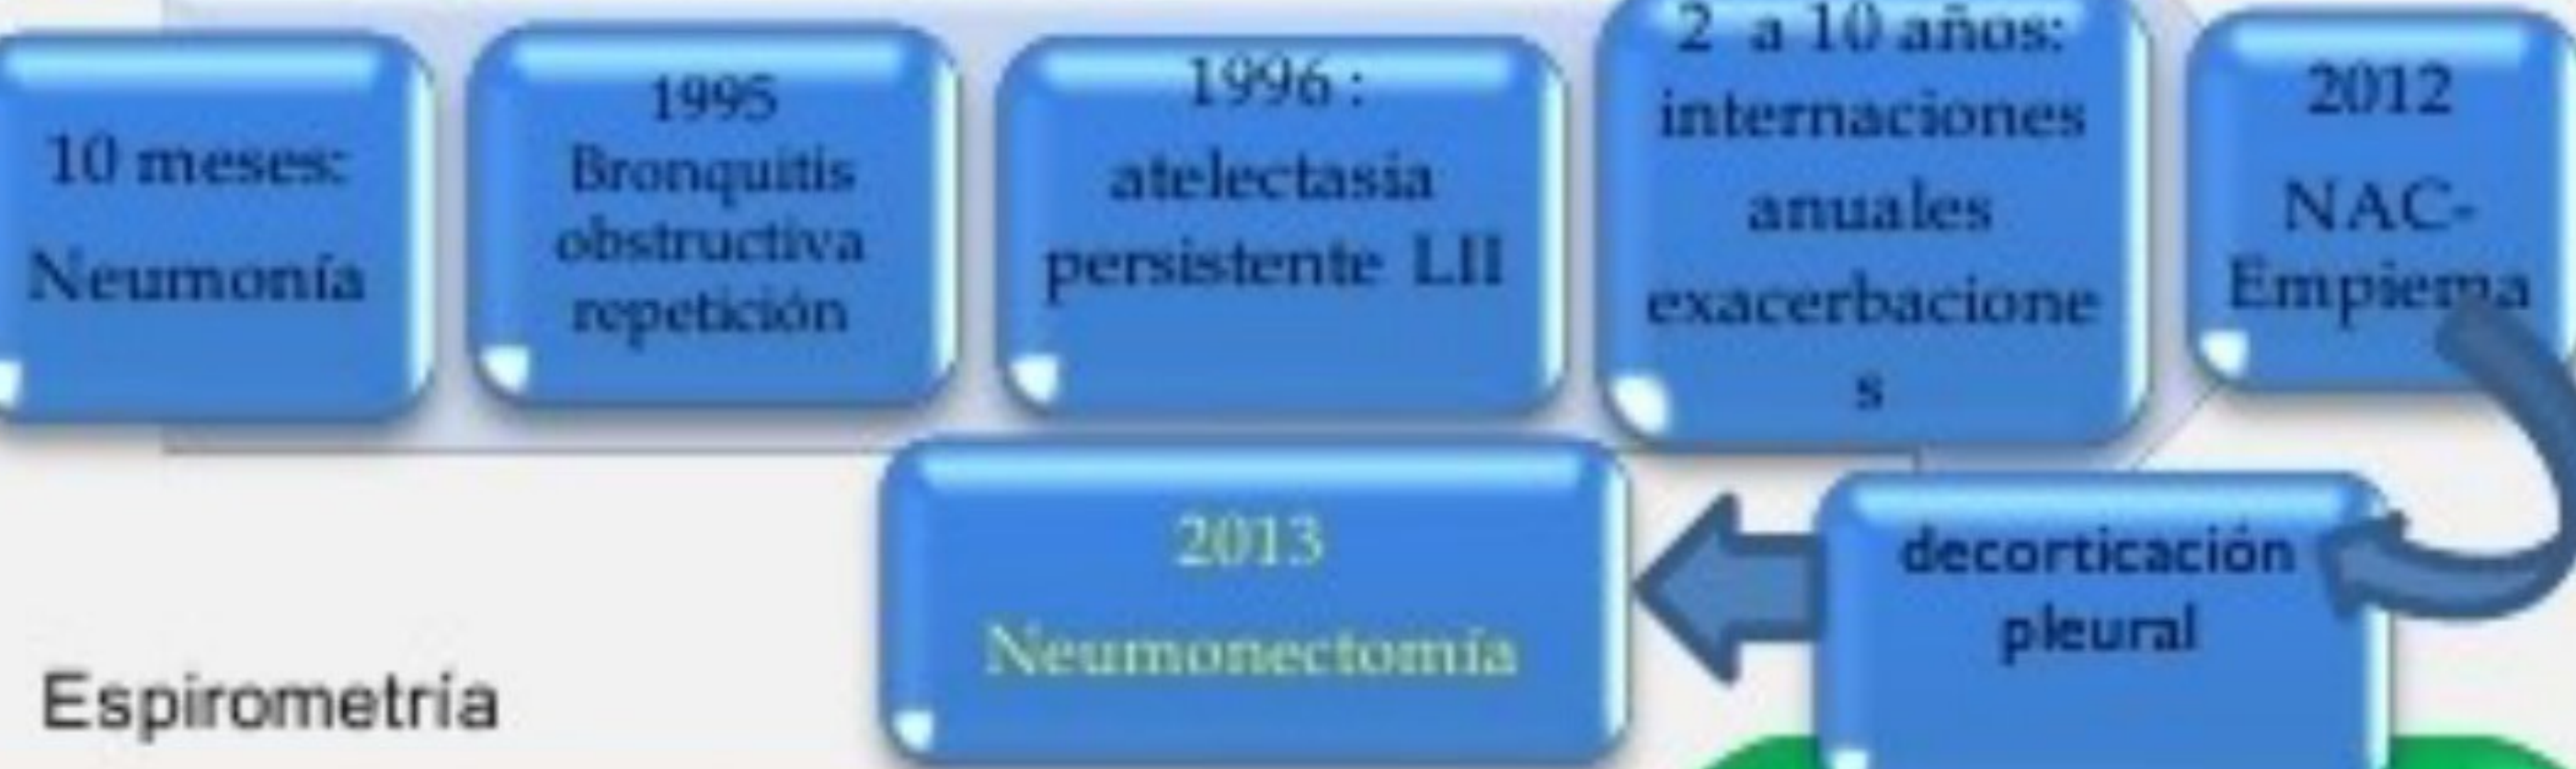 10 meses:
Neumonía
1995
Bronquitis
obstructiva
repetición
1996 :
atelectasia
persistente LII
2 a 10 años:
internaciones
anuales
exacerbacione
s
2012
NAC-
Empiema
decorticación
pleural
2013
Neumonectomía
Espirometría